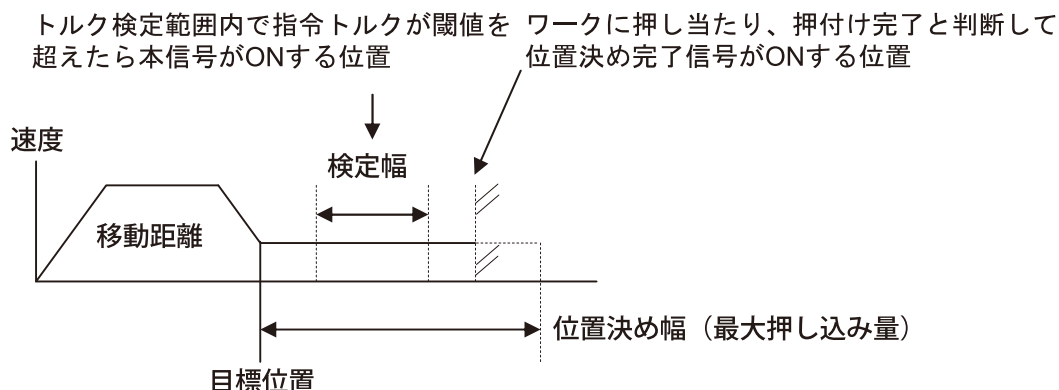 トルク検定範囲内で指令トルクが閾値を
超えたら本信号がONする位置
ワークに押し当たり、押付け完了と判断して
位置決め完了信号がONする位置
速度
検定幅
移動距離
位置決め幅（最大押し込み量）
目標位置